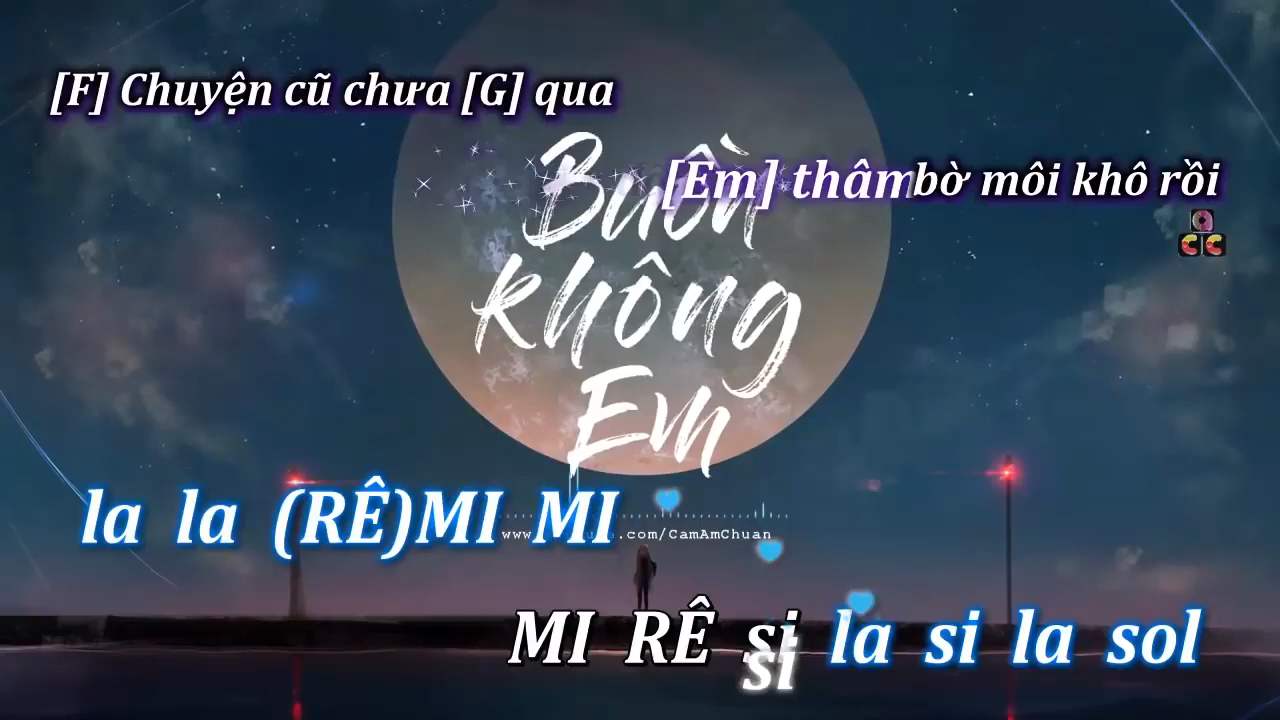 [F] Chuyện cũ chưa [G] qua
[Em] thâmbờ môi khô rồi
Buồn
không
Em
la la (RÊ)MI MI
.com/CamAmChuan
MI RÊ si la si la sol
si